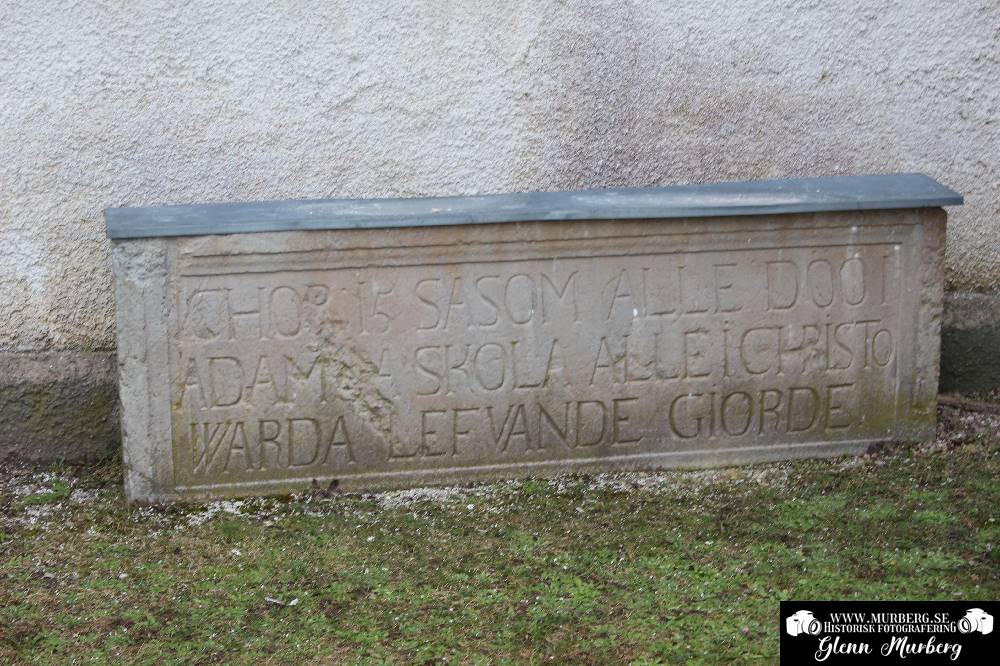 1 CHOR 15 SASOM ALLE DOO I
ADAM SKOLA ALLE I CHRISTO
WARDA LEFVANDE GIORDE
WWW.MURBERG.SE
HISTORISK FOTOGRAFERING
Glenn Murberg